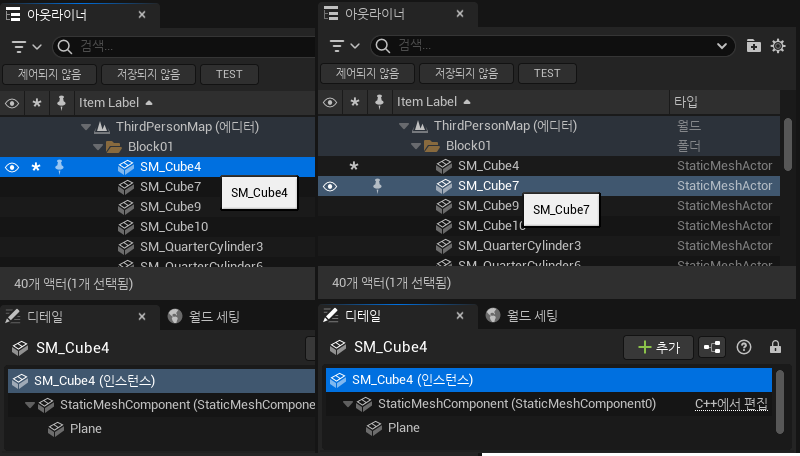 아웃라이너
검색...
제어되지 않음 저장되지 않음 TEST
Item Label
ThirdPersonMap (에디터)
Block01
SM_Cube4
SM_Cube7
SM_Cube4
SM_Cube9
SM_Cube10
SM_QuarterCylinder3
SM_QuarterCylinder6
40개 액터(1개 선택됨)
디테일 월드 세팅
SM_Cube4
SM_Cube4 (인스턴스)
StaticMeshComponent (StaticMeshCompone
Plane
아웃라이너
검색...
제어되지 않음 저장되지 않음 TEST
Item Label 타입
ThirdPersonMap (에디터) 월드
Block01 폴더
SM_Cube4 StaticMeshActor
SM_Cube7 StaticMeshActor
SM_Cube9 StaticMeshActor
SM_Cube7
SM_Cube10 StaticMeshActor
SM_QuarterCylinder3 StaticMeshActor
SM_QuarterCylinder6 StaticMeshActor
40개 액터(1개 선택됨)
디테일 월드 세팅
SM_Cube4 추가
SM_Cube4 (인스턴스)
StaticMeshComponent (StaticMeshComponent0) C++에서 편집
Plane